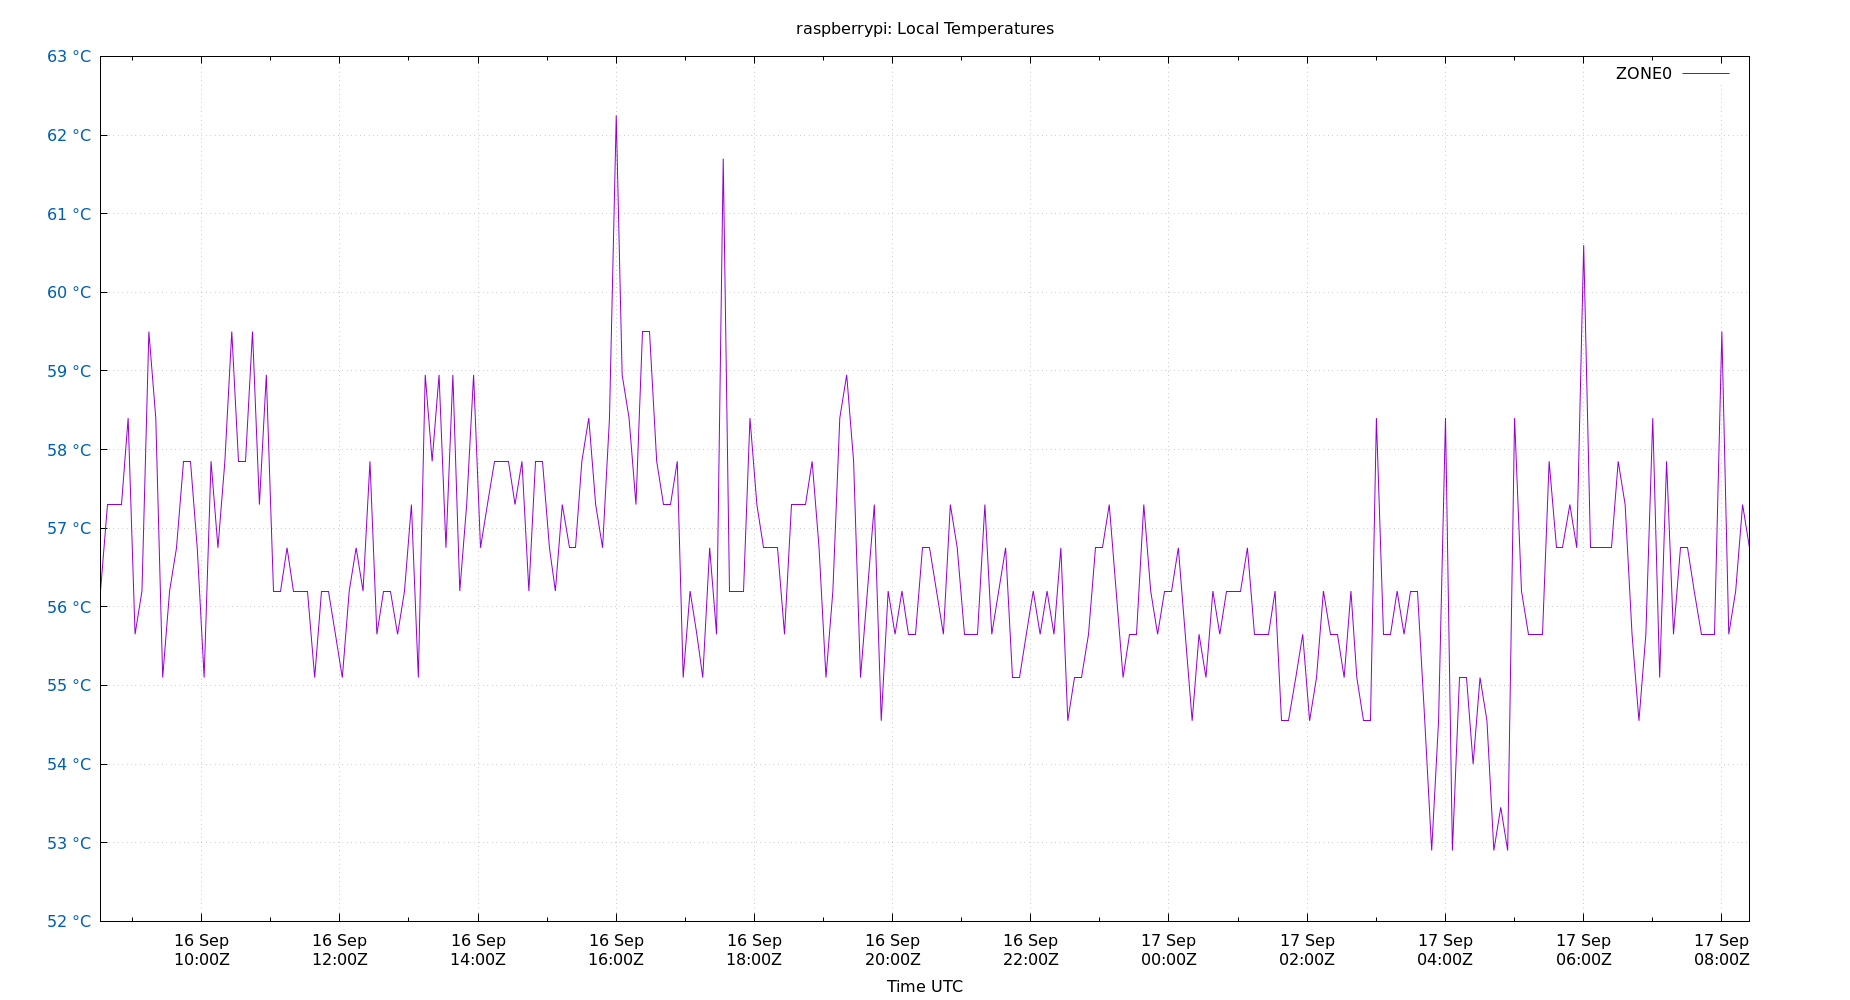 raspberrypi: Local Temperatures
63 °C
ZONE0
62 °C
61 °C
60 °C
59 °C
58 °C
57 °C
56 °C
55 °C
54 °C
53 °C
52 °C
16 Sep 16 Sep 16 Sep 16 Sep 16 Sep 16 Sep 16 Sep 17 Sep 17 Sep 17 Sep 17 Sep 17 Sep
10:00Z 12:00Z 14:00Z 16:00Z 18:00Z 20:00Z 22:00Z 00:00Z 02:00Z 04:00Z 06:00Z 08:00Z
Time UTC